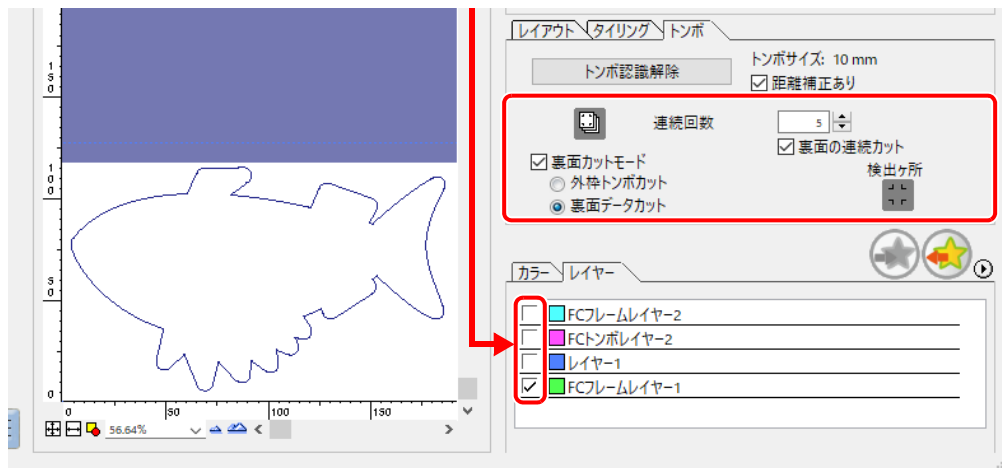 レイアウト タイリング トンボ
トンボ認識解除
トンボサイズ: 10 mm
距離補正あり
連続回数 5
裏面の連続カット
裏面カットモード
外枠トンボカット
裏面データカット
検出ヶ所
カラー レイヤー
FCフレームレイヤー2
FCトンボレイヤー2
レイヤー1
FCフレームレイヤー1
150
100
50
0
0 50 100 150
56.64%